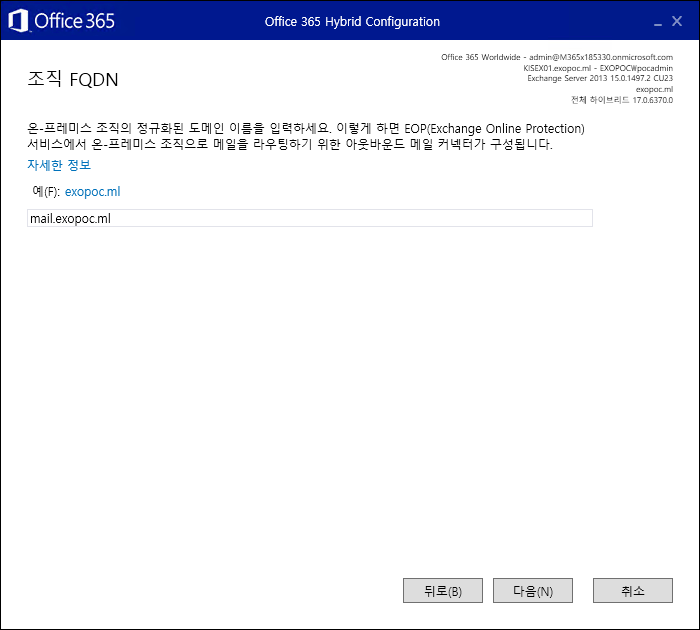 Office 365
Office 365 Hybrid Configuration
Office 365 Worldwide - admin@M365x185330.onmicrosoft.com
KISEX01.exopoc.ml - EXOPOC₩pocadmin
Exchange Server 2013 15.0.1497.2 CU23
exopoc.ml
전체 하이브리드 17.0.6370.0
조직 FQDN
온-프레미스 조직의 정규화된 도메인 이름을 입력하세요. 이렇게 하면 EOP(Exchange Online Protection)
서비스에서 온-프레미스 조직으로 메일을 라우팅하기 위한 아웃바운드 메일 커넥터가 구성됩니다.
자세한 정보
예(F): exopoc.ml
mail.exopoc.ml
뒤로(B) 다음(N) 취소